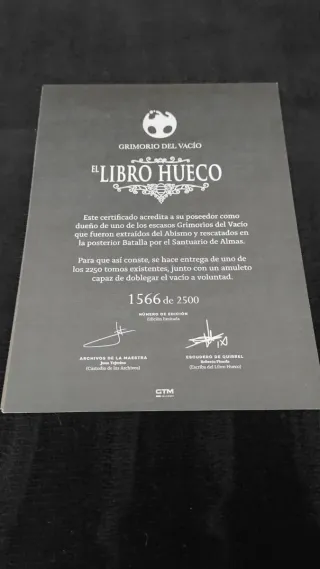 GRIMORIO DEL VACÍO
EL LIBRO HUECO
Este certificado acredita a su poseedor como
dueño de uno de los escasos Grimorios del Vacío
que fueron extraídos del Abismo y rescatados en
la posterior Batalla por el Santuario de Almas.
Para que así conste, se hace entrega de uno de
los 2250 tomos existentes, junto con un amuleto
capaz de doblegar el vacío a voluntad.
1566 de 2500
NÚMERO DE EDICIÓN
Edición limitada
ARCHIVOS DE LA MAESTRA
(Custodia de los Archivos)
ESCUDERO DE QUIRREL
(Escriba del Libro Hueco)
GTM